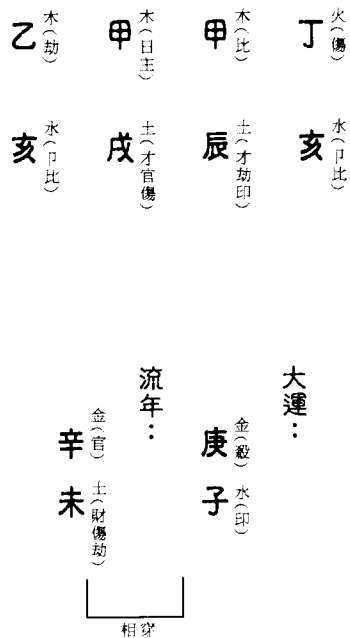 火(傷) 水(卩比)
丁 亥
木(比) 土(才劫印)
甲 辰
木(日主) 土(才官傷)
甲 戌
木(劫) 水(卩比)
乙 亥
大運:
金(殺) 水(印)
庚 子
流年:
金(官) 土(財傷劫)
辛 未
相穿